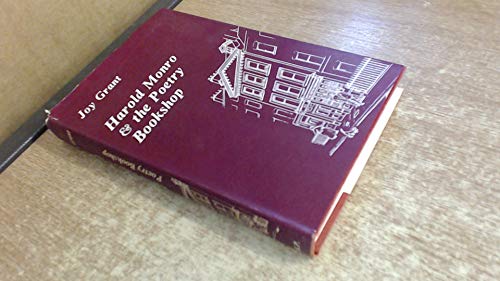 Joy Grant
Harold Monro
& the Poetry
Bookshop
Poetry Bookshop